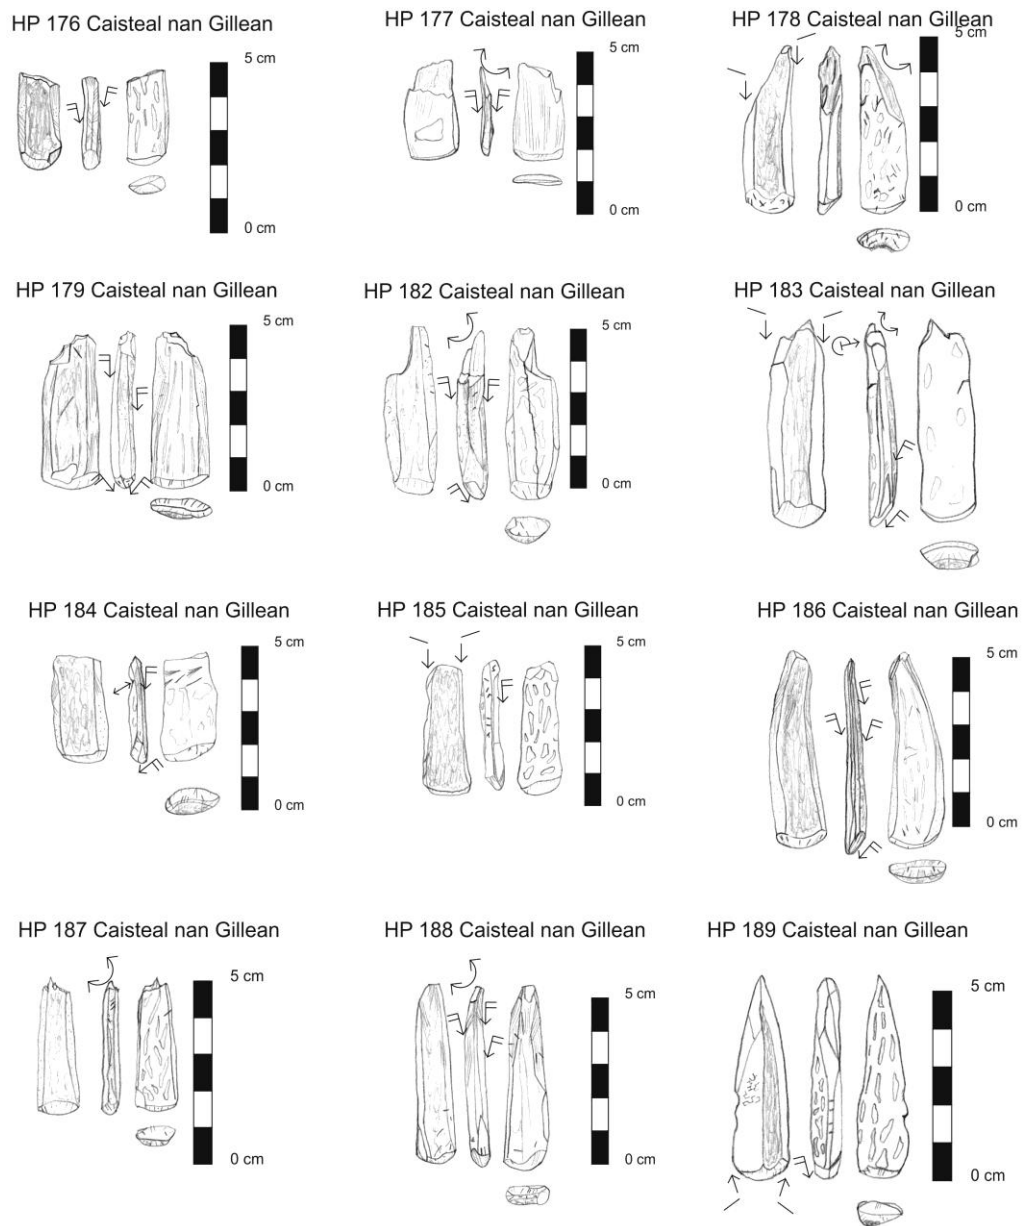 HP 176 Caisteal nan Gillean
5 cm
0 cm
HP 177 Caisteal nan Gillean
5 cm
0 cm
HP 178 Caisteal nan Gillean
5 cm
0 cm
HP 179 Caisteal nan Gillean
5 cm
0 cm
HP 182 Caisteal nan Gillean
5 cm
0 cm
HP 183 Caisteal nan Gillean
5 cm
0 cm
HP 184 Caisteal nan Gillean
5 cm
0 cm
HP 185 Caisteal nan Gillean
5 cm
0 cm
HP 186 Caisteal nan Gillean
5 cm
0 cm
HP 187 Caisteal nan Gillean
5 cm
0 cm
HP 188 Caisteal nan Gillean
5 cm
0 cm
HP 189 Caisteal nan Gillean
5 cm
0 cm